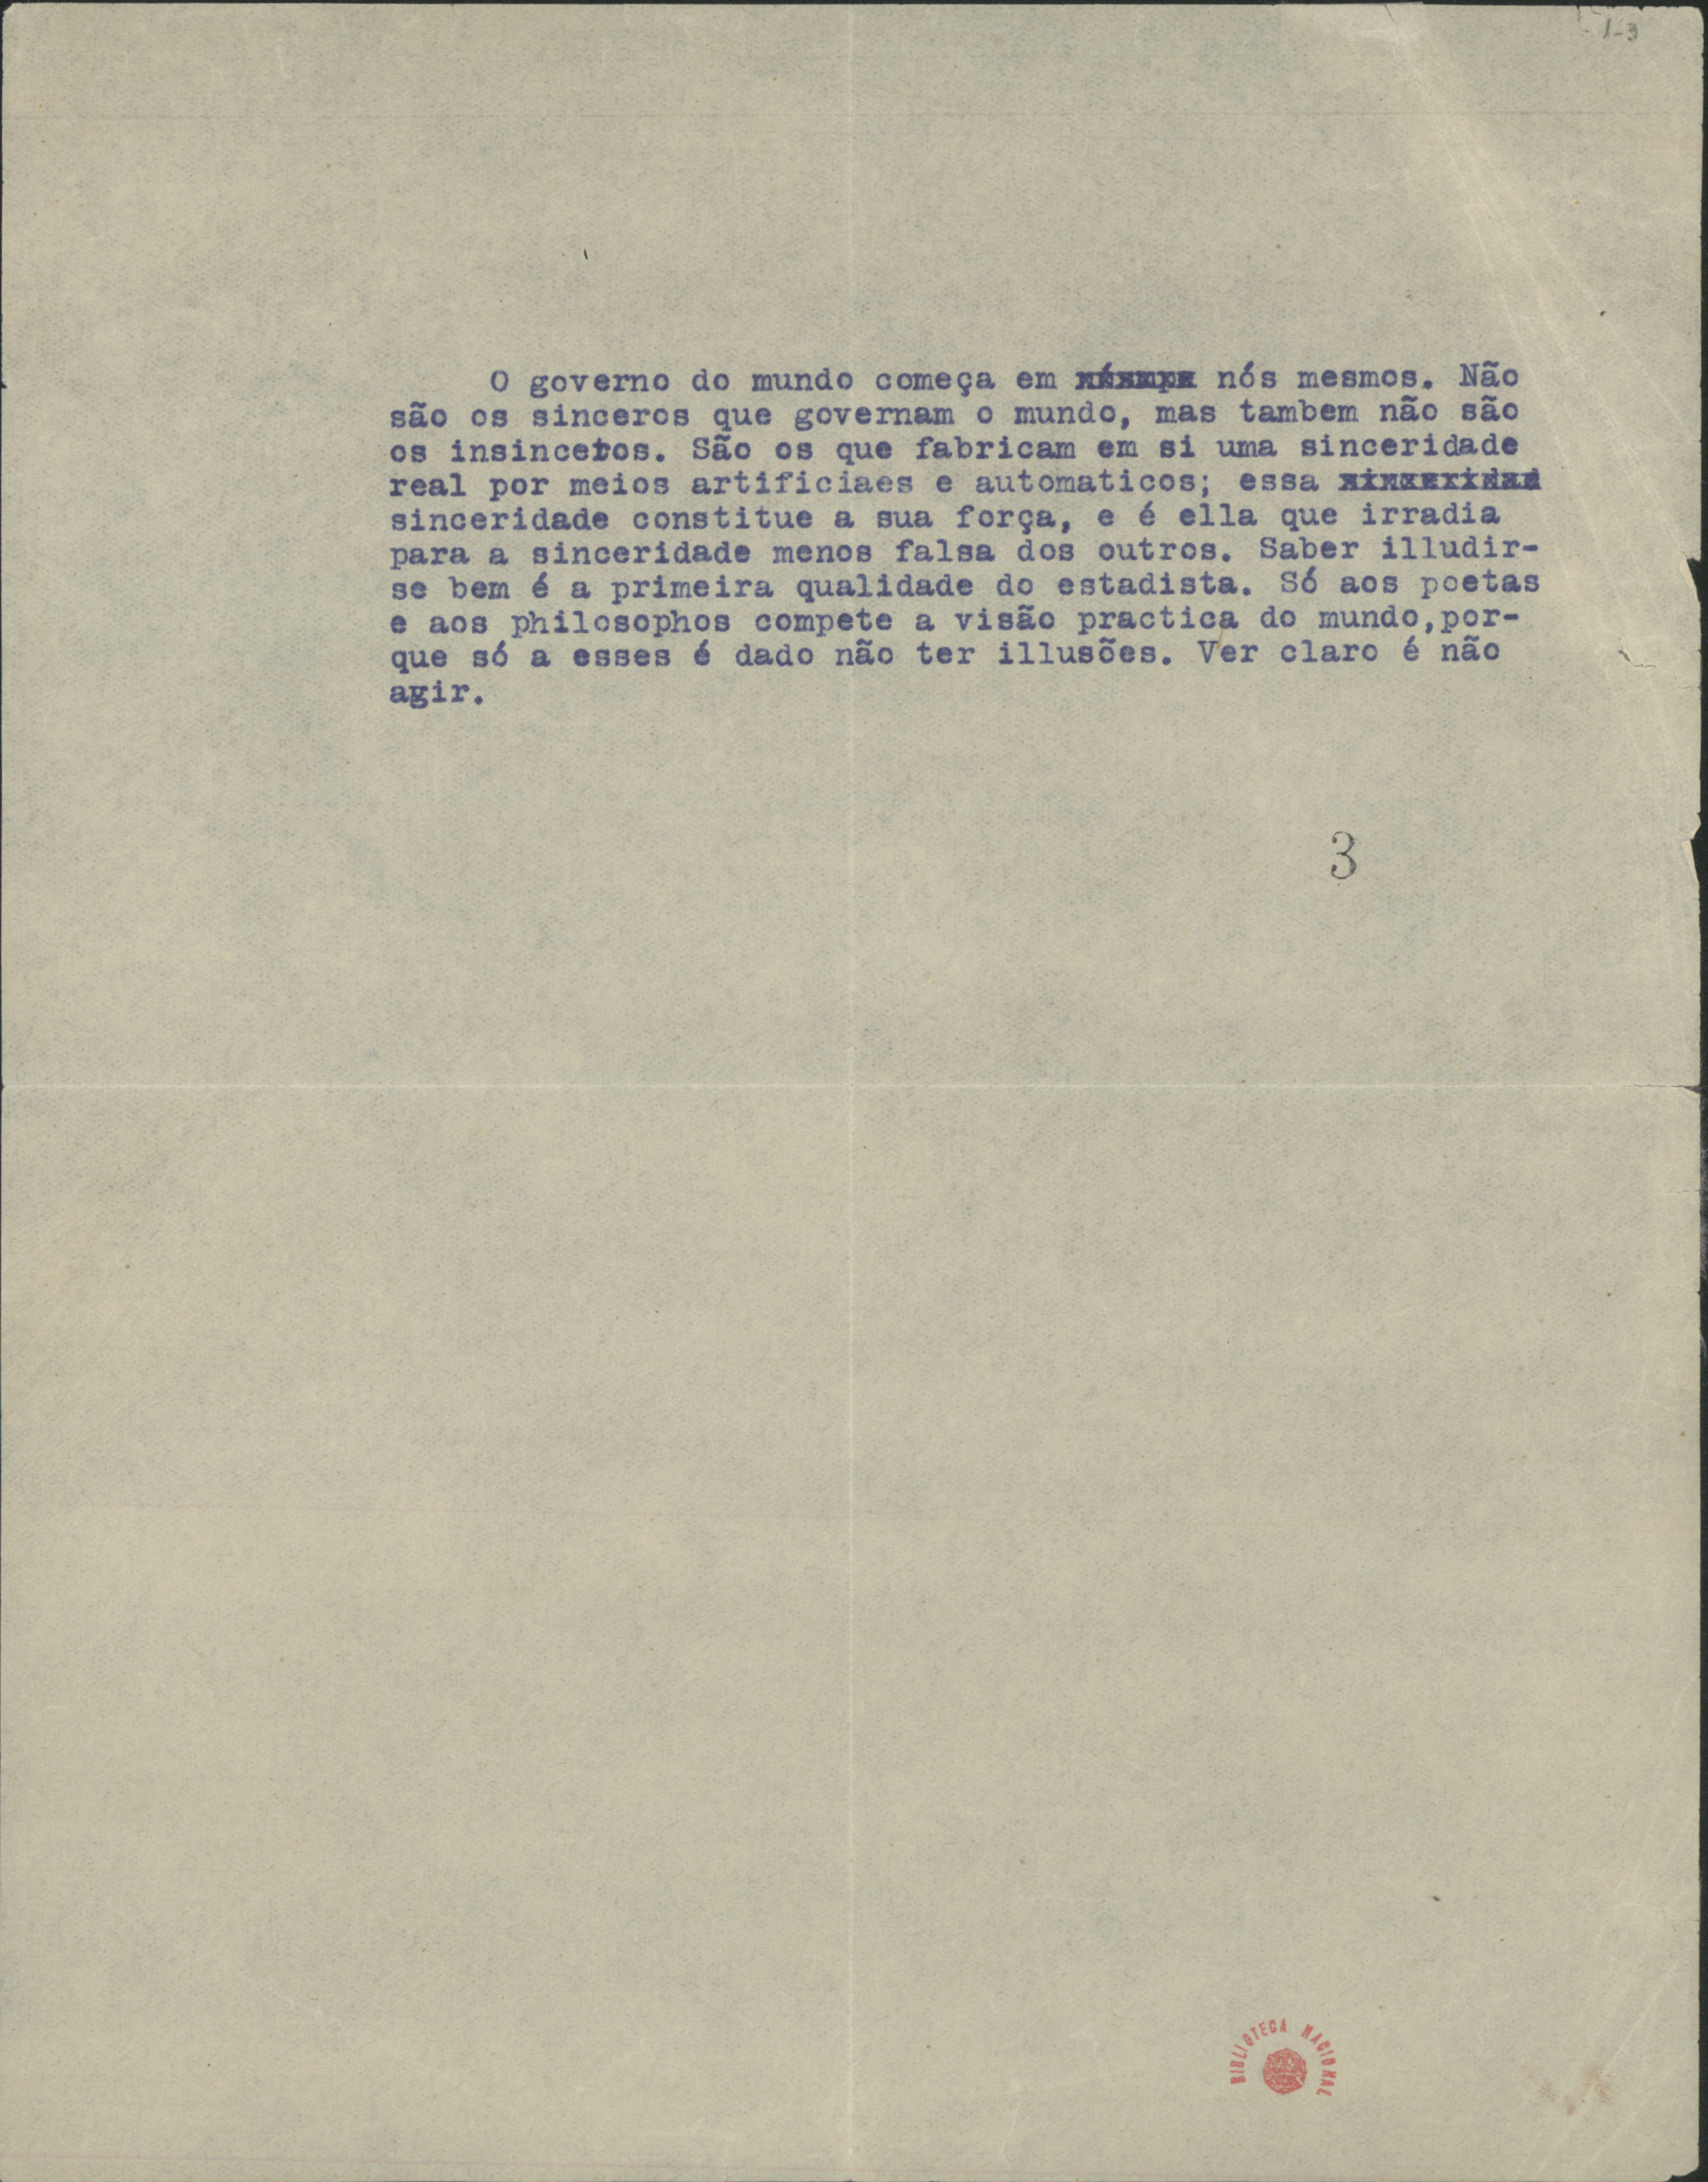 1-3
O governo do mundo começa em nós mesmos. Não
são os sinceros que governam o mundo, mas tambem não são
os insinceros. São os que fabricam em si uma sinceridade
real por meios artificiaes e automaticos; essa
sinceridade constitue a sua força, e é ella que irradia
para a sinceridade menos falsa dos outros. Saber illudir-
se bem é a primeira qualidade do estadista. Só aos poetas
e aos philosophos compete a visão practica do mundo,por-
que só a esses é dado não ter illusões. Ver claro é não
agir.
3
BIBLIOTECA NACIONAL